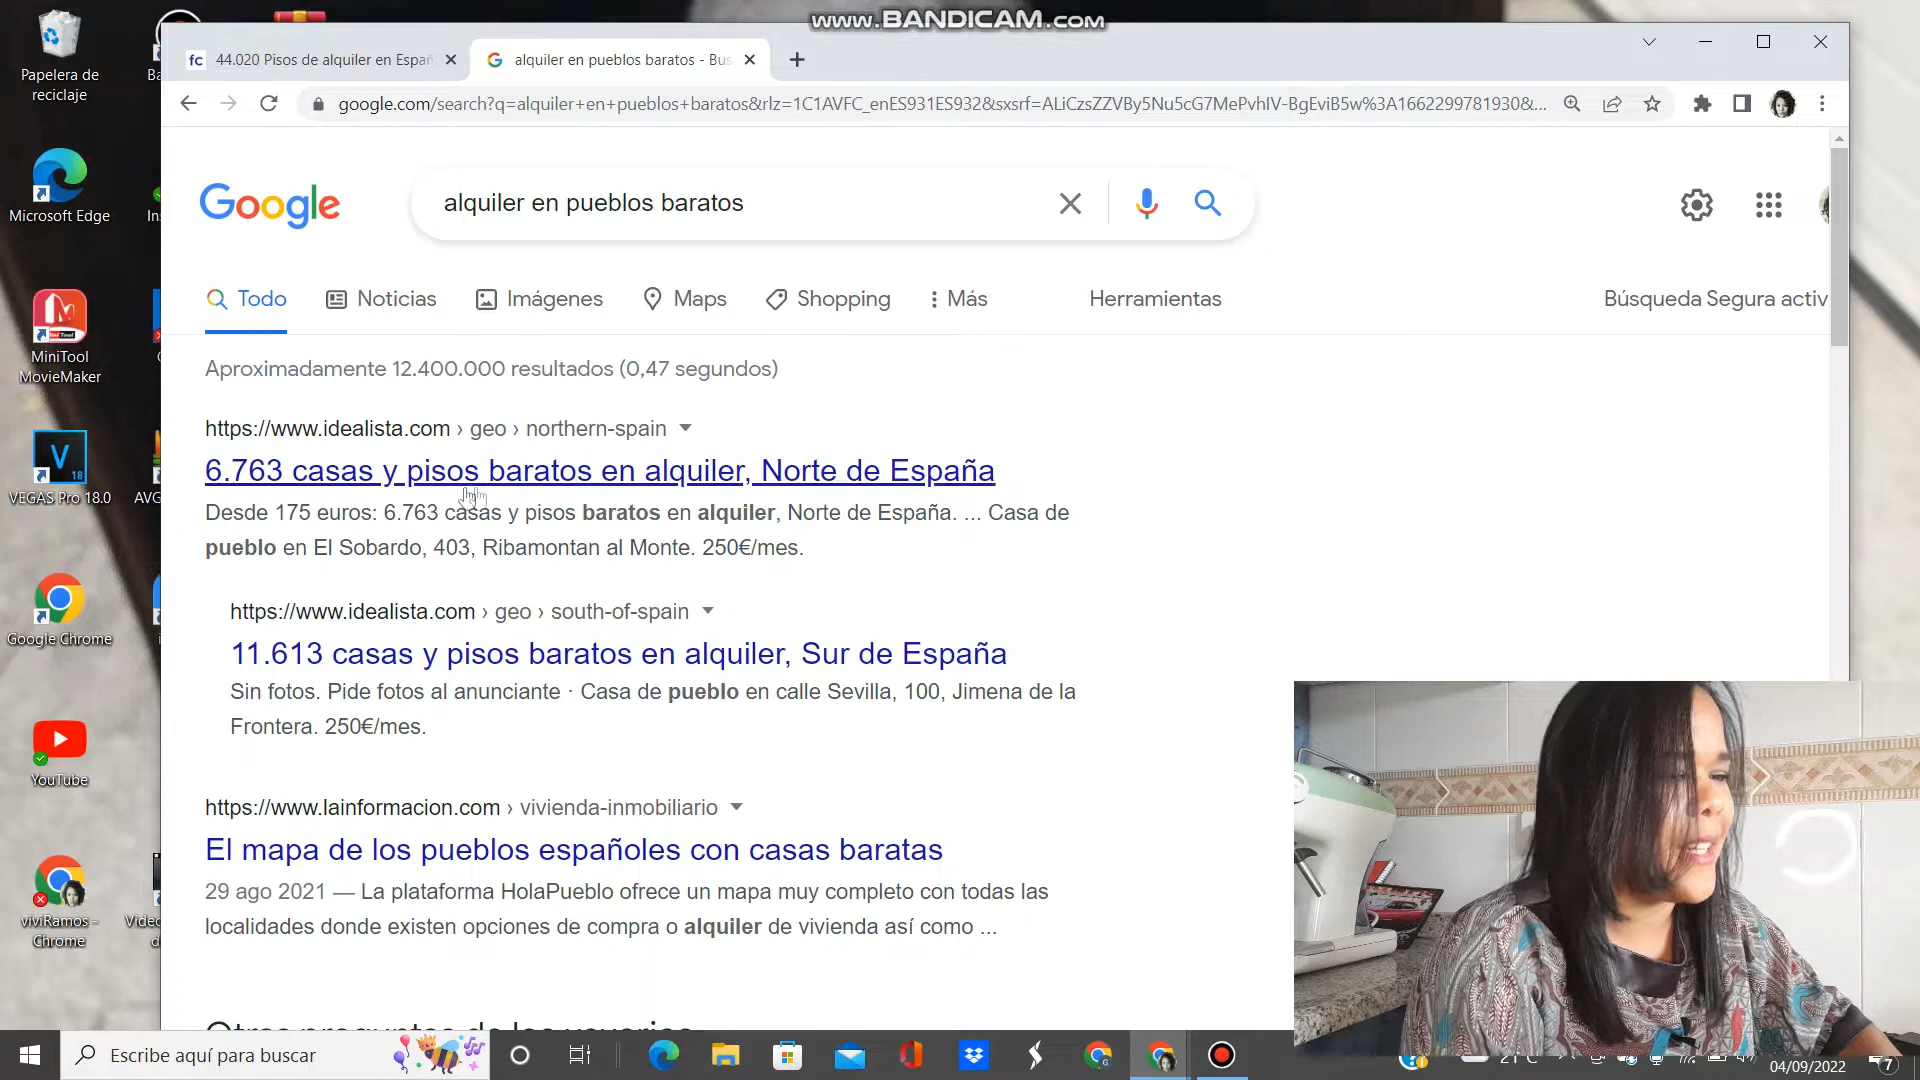 WWW.BANDICAM.COM
Papelera de
reciclaje
Microsoft Edge
MiniTool
MovieMaker
VEGAS Pro 18.0
Google Chrome
YouTube
viviRamos -
Chrome
fc 44.020 Pisos de alquiler en Españ
alquiler en pueblos baratos - Bus
google.com/search?q=alquiler+en+pueblos+baratos&rlz=1C1AVFC_enES931ES932&sxsrf=ALiCzsZZVBy5Nu5cG7MePvhIV-BgEviB5w%3A1662299781930&...
Google
alquiler en pueblos baratos
Todo Noticias Imágenes Maps Shopping Más Herramientas Búsqueda Segura activ
Aproximadamente 12.400.000 resultados (0,47 segundos)
https://www.idealista.com › geo › northern-spain
6.763 casas y pisos baratos en alquiler, Norte de España
Desde 175 euros: 6.763 casas y pisos baratos en alquiler, Norte de España. ... Casa de
pueblo en El Sobardo, 403, Ribamontan al Monte. 250€/mes.
https://www.idealista.com › geo › south-of-spain
11.613 casas y pisos baratos en alquiler, Sur de España
Sin fotos. Pide fotos al anunciante · Casa de pueblo en calle Sevilla, 100, Jimena de la
Frontera. 250€/mes.
https://www.lainformacion.com › vivienda-inmobiliario
El mapa de los pueblos españoles con casas baratas
29 ago 2021 — La plataforma HolaPueblo ofrece un mapa muy completo con todas las
localidades donde existen opciones de compra o alquiler de vivienda así como ...
Otras preguntas de los usuarios
Escribe aquí para buscar
21°C
04/09/2022
7